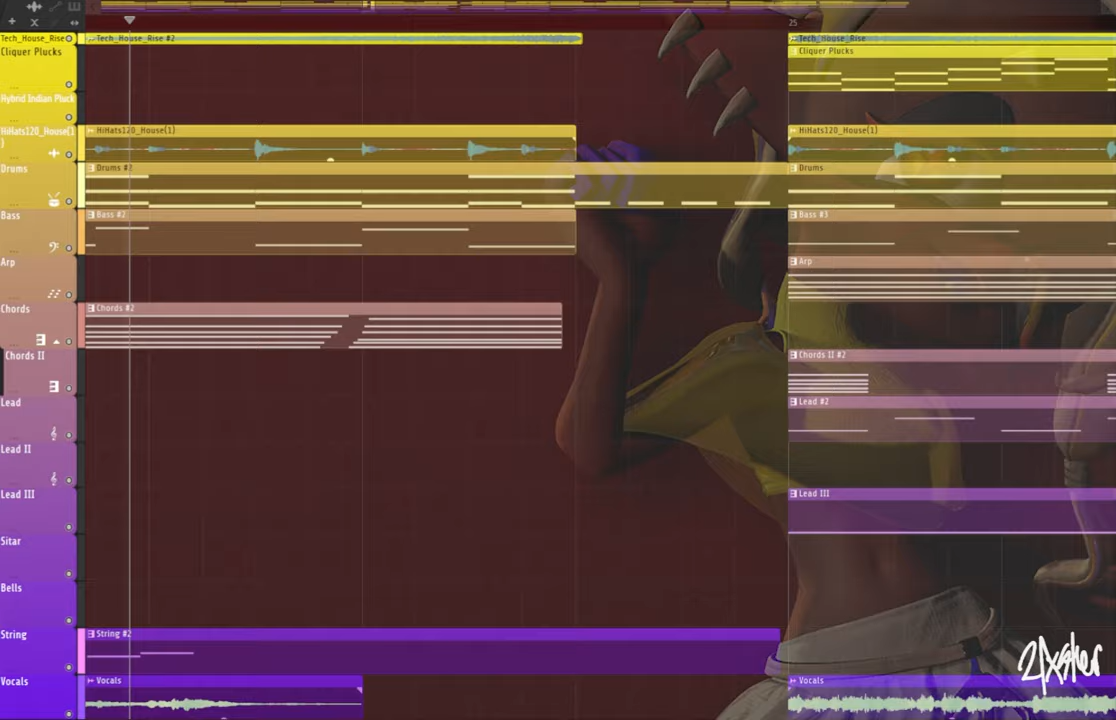 25
Tech_House_Rise
Tech_House_Rise #2
Tech_House_Rise
Cliquer Plucks
Cliquer Plucks
Hybrid Indian Pluck
HiHats120_House(1)
HiHats120_House(1)
HiHats120_House(1
)
Drums
Drums #2
Drums
Bass
Bass #2
Bass #3
Arp
Arp
Chords
Chords #2
Chords II
Chords II #2
Lead
Lead #2
Lead II
Lead III
Lead III
Sitar
Bells
String
String #2
Vocals
Vocals
Vocals